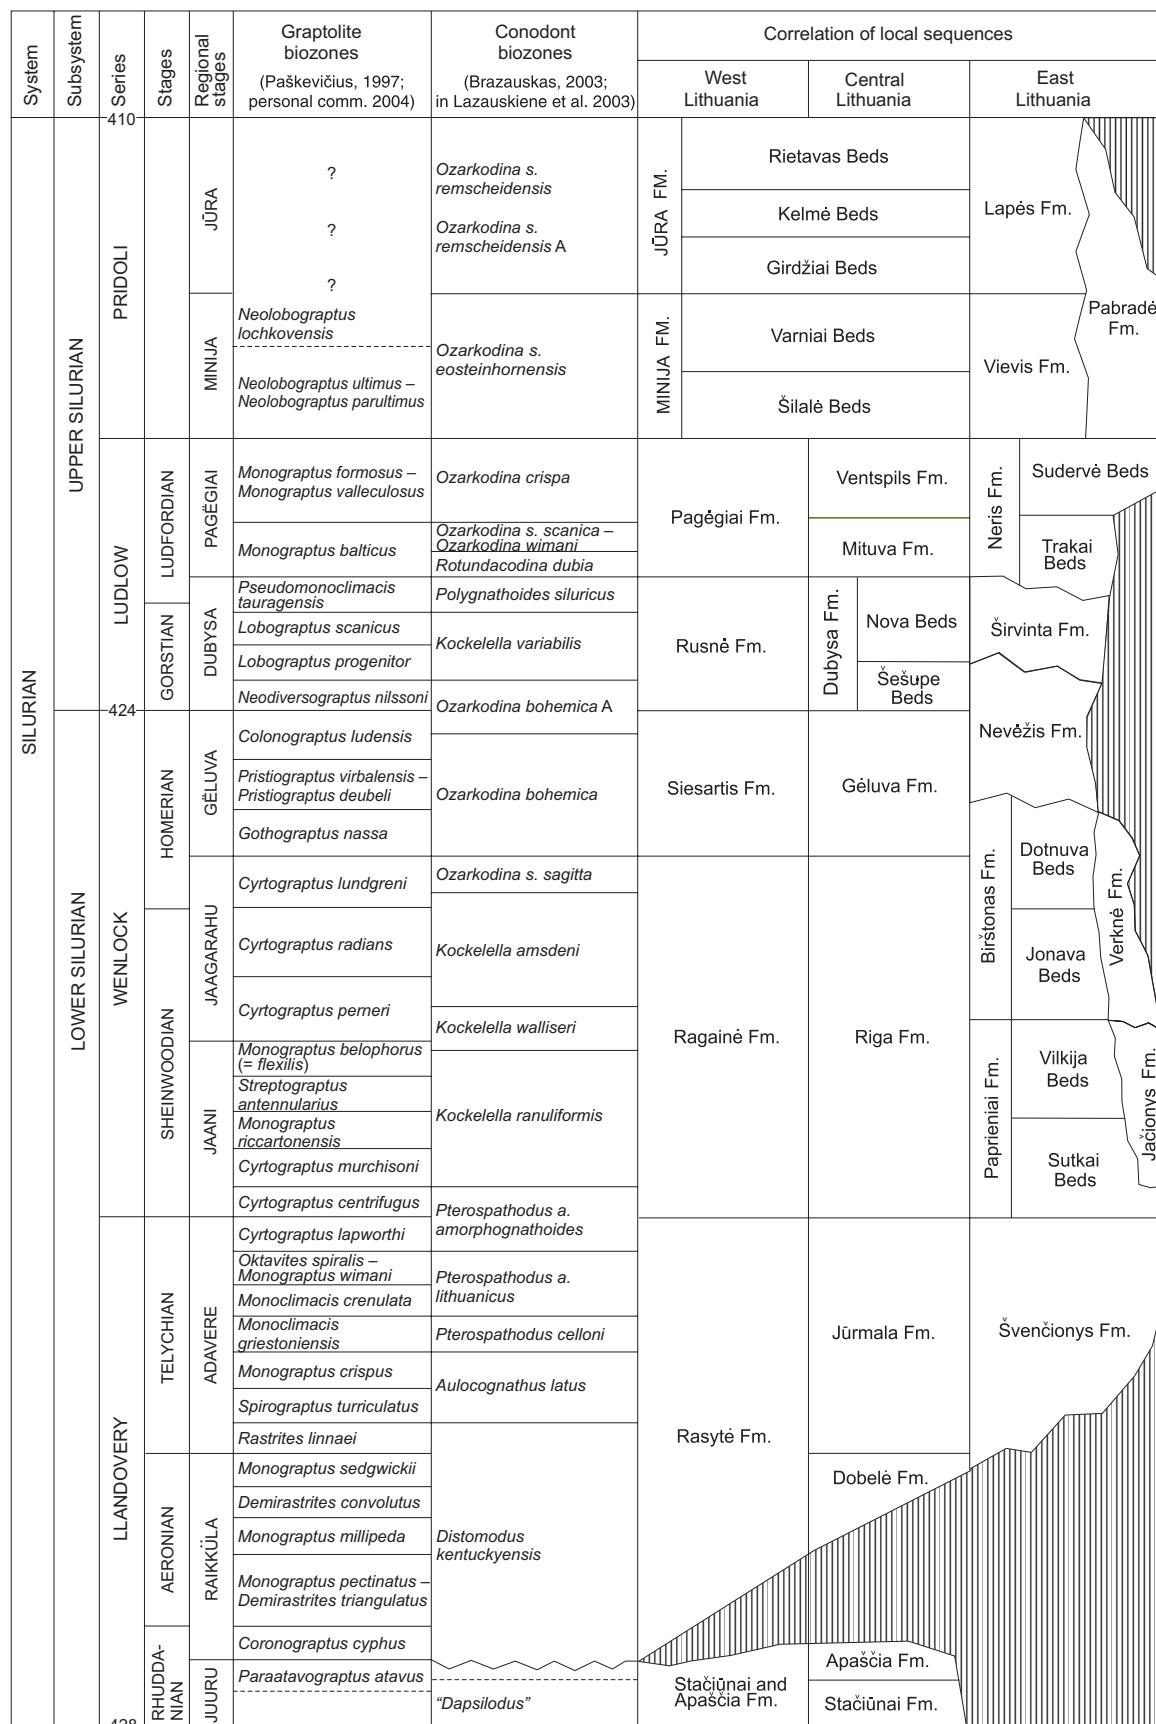 System
Subsystem
Series
Stages
Regional
stages
Graptolite
biozones
(Paškevičius, 1997;
personal comm. 2004)
Conodont
biozones
(Brazauskas, 2003;
in Lazauskiene et al. 2003)
Correlation of local sequences
West
Lithuania
Central
Lithuania
East
Lithuania
SILURIAN
UPPER SILURIAN
LOWER SILURIAN
410
PRIDOLI
LUDLOW
424
WENLOCK
LLANDOVERY
428
LUDFORDIAN
GORSTIAN
HOMERIAN
SHEINWOODIAN
TELYCHIAN
AERONIAN
RHUDDA-
NIAN
JŪRA
MINIJA
PAGĖGIAI
DUBYSA
GĖLUVA
JAAGARAHU
JAANI
ADAVERE
RAIKKÜLA
JUURU
?
?
?
Neolobograptus
lochkovensis
Neolobograptus ultimus –
Neolobograptus parultimus
Monograptus formosus –
Monograptus valleculosus
Monograptus balticus
Pseudomonoclimacis
tauragensis
Lobograptus scanicus
Lobograptus progenitor
Neodiversograptus nilssoni
Colonograptus ludensis
Pristiograptus virbalensis –
Pristiograptus deubeli
Gothograptus nassa
Cyrtograptus lundgreni
Cyrtograptus radians
Cyrtograptus perneri
Monograptus belophorus
(= flexilis)
Streptograptus
antennularius
Monograptus
riccartonensis
Cyrtograptus murchisoni
Cyrtograptus centrifugus
Cyrtograptus lapworthi
Oktavites spiralis –
Monograptus wimani
Monoclimacis crenulata
Monoclimacis
griestoniensis
Monograptus crispus
Spirograptus turriculatus
Rastrites linnaei
Monograptus sedgwickii
Demirastrites convolutus
Monograptus millipeda
Monograptus pectinatus –
Demirastrites triangulatus
Coronograptus cyphus
Paraatavograptus atavus
Ozarkodina s.
remscheidensis
Ozarkodina s.
remscheidensis A
Ozarkodina s.
eosteinhornensis
Ozarkodina crispa
Ozarkodina s. scanica –
Ozarkodina wimani
Rotundacodina dubia
Polygnathoides siluricus
Kockelella variabilis
Ozarkodina bohemica A
Ozarkodina bohemica
Ozarkodina s. sagitta
Kockelella amsdeni
Kockelella walliseri
Kockelella ranuliformis
Pterospathodus a.
amorphognathoides
Pterospathodus a.
lithuanicus
Pterospathodus celloni
Aulocognathus latus
Distomodus
kentuckyensis
“Dapsilodus”
JŪRA FM.
Rietavas Beds
Kelmė Beds
Girdžiai Beds
MINIJA FM.
Varniai Beds
Šilalė Beds
Pagėgiai Fm.
Rusnė Fm.
Siesartis Fm.
Ragainė Fm.
Rasytė Fm.
Stačiūnai and
Apaščia Fm.
Ventspils Fm.
Mituva Fm.
Dubysa Fm.
Nova Beds
Šešupe
Beds
Gėluva Fm.
Riga Fm.
Jūrmala Fm.
Dobelė Fm.
Apaščia Fm.
Stačiūnai Fm.
Lapės Fm.
Pabradė
Fm.
Vievis Fm.
Neris Fm.
Sudervė Beds
Trakai
Beds
Širvinta Fm.
Nevėžis Fm.
Birštonas Fm.
Dotnuva
Beds
Jonava
Beds
Verknė Fm.
Paprieniai Fm.
Vilkija
Beds
Sutkai
Beds
Jačionys Fm.
Švenčionys Fm.